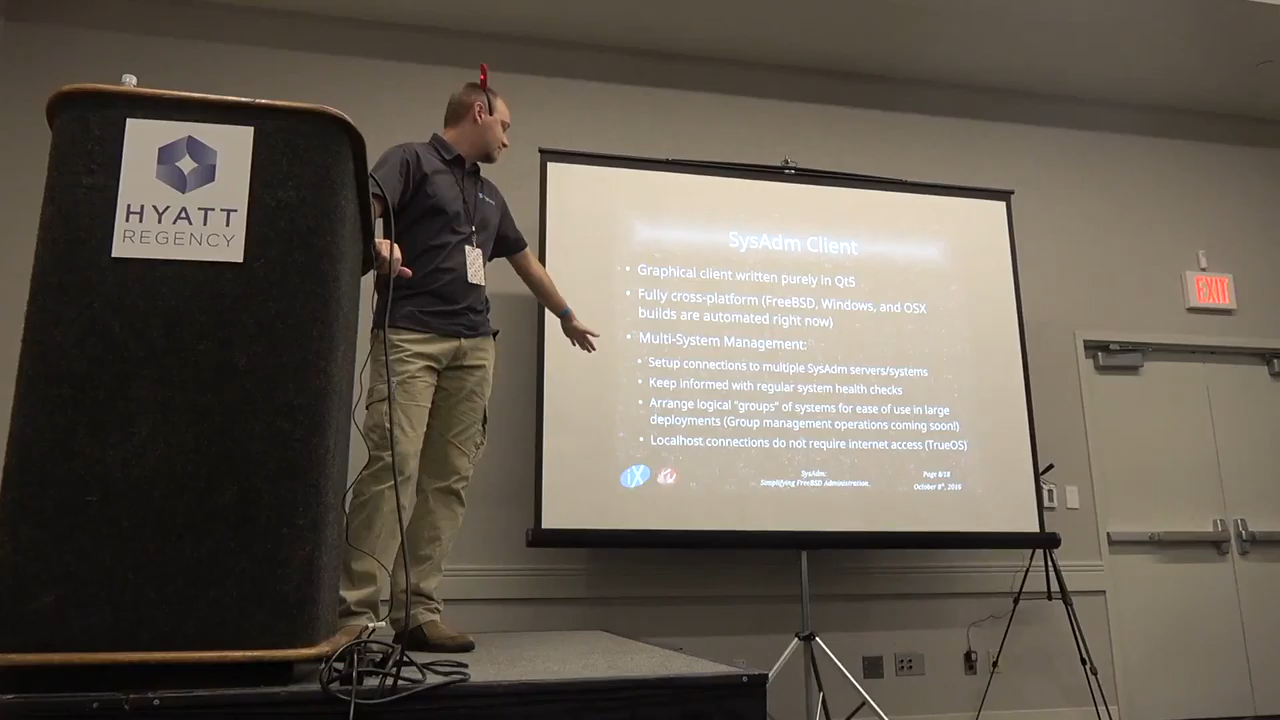 HYATT
REGENCY
SysAdm Client
• Graphical client written purely in Qt5
• Fully cross-platform (FreeBSD, Windows, and OSX
builds are automated right now)
• Multi-System Management:
• Setup connections to multiple SysAdm servers/systems
• Keep informed with regular system health checks
• Arrange logical "groups" of systems for ease of use in large
deployments (Group management operations coming soon!)
• Localhost connections do not require internet access (TrueOS)
iX
SysAdm:
Simplifying FreeBSD Administration
Page 8/18
October 8th, 2016
EXIT